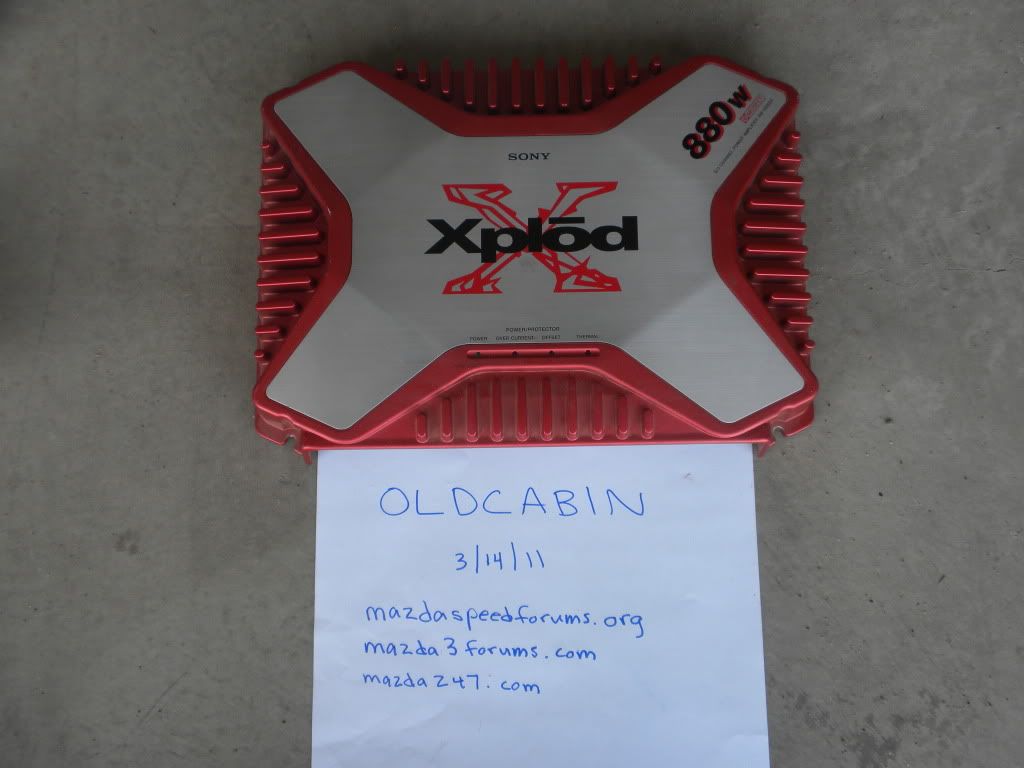 880w
SONY
Xplōd
POWER/PROTECTOR
POWER OVER CURRENT OFFSET THERMAL
OLDCABIN
3/14/11
mazdaspeedforums.org
mazda3forums.com
mazda247.com